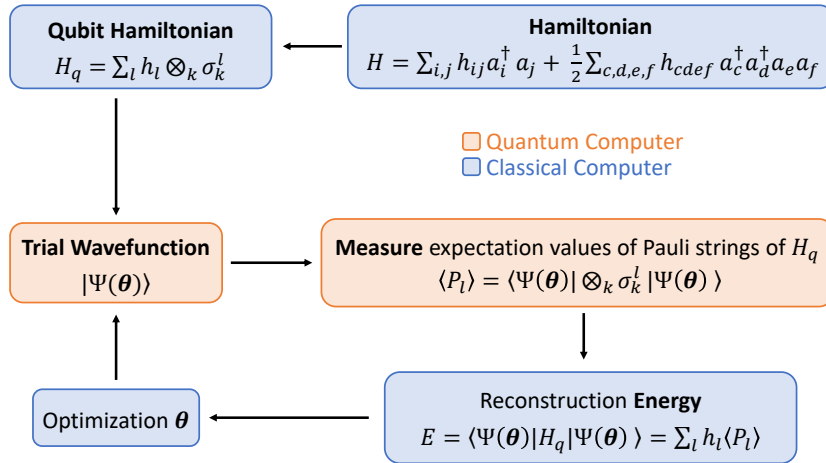 Qubit Hamiltonian
H_q = ∑_l h_l ⊗_k σ_k^l
Hamiltonian
H = ∑_{i,j} h_{ij} a_i^† a_j + 1/2 ∑_{c,d,e,f} h_{cdef} a_c^† a_d^† a_e a_f
Quantum Computer
Classical Computer
Trial Wavefunction
|Ψ(θ)⟩
Measure expectation values of Pauli strings of H_q
⟨P_l⟩ = ⟨Ψ(θ)| ⊗_k σ_k^l |Ψ(θ) ⟩
Optimization θ
Reconstruction Energy
E = ⟨Ψ(θ)|H_q|Ψ(θ) ⟩ = ∑_l h_l⟨P_l⟩